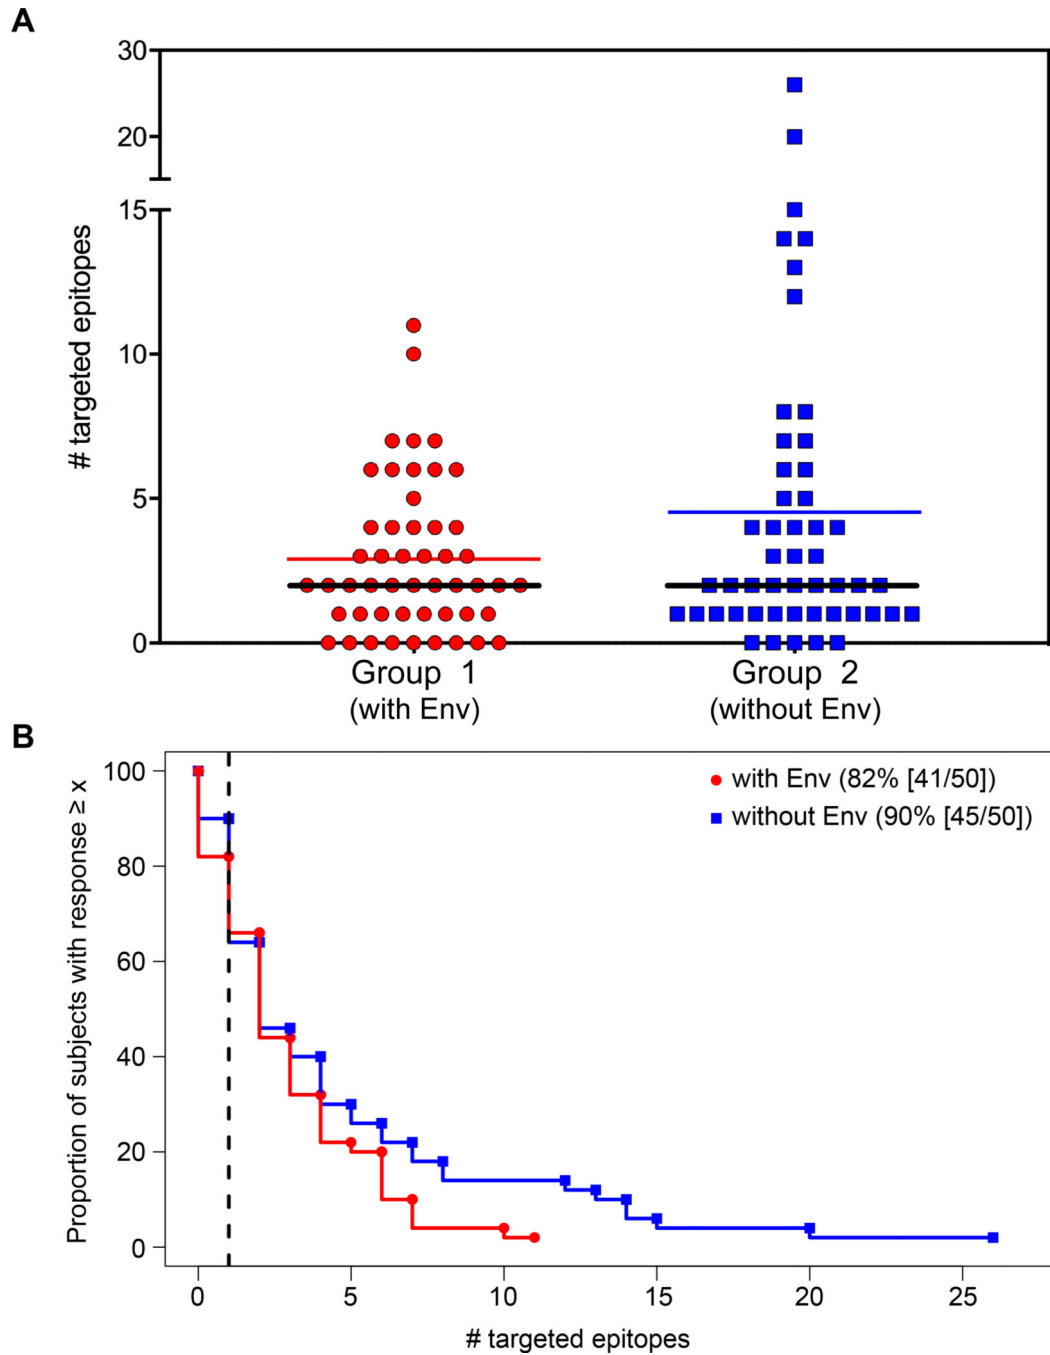 A
# targeted epitopes
30
20
15
10
5
0
Group 1
(with Env)
Group 2
(without Env)
B
Proportion of subjects with response ≥ x
100
80
60
40
20
0
with Env (82% [41/50])
without Env (90% [45/50])
0
5
10
15
20
25
# targeted epitopes